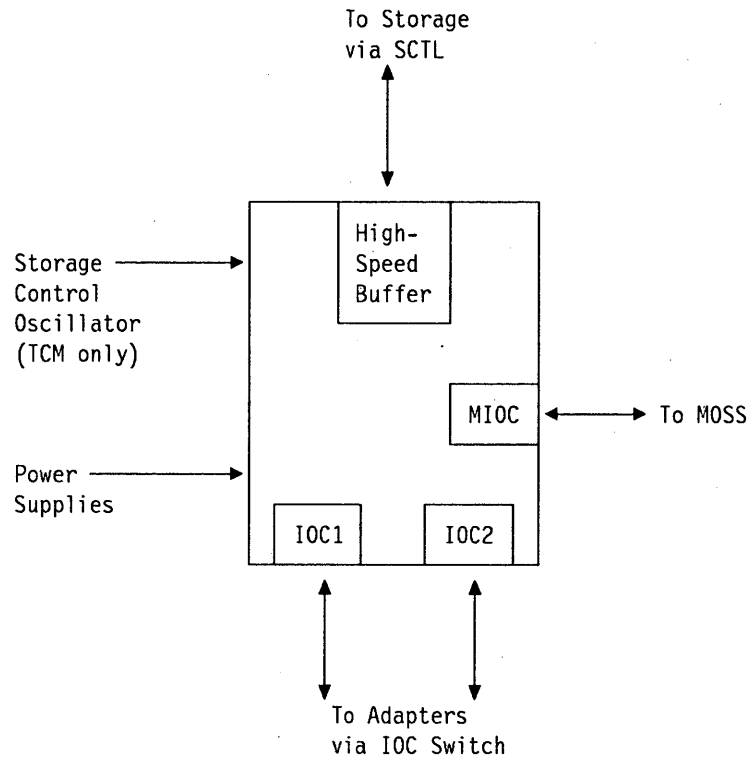 To Storage
via SCTL
High-
Speed
Buffer
Storage
Control
Oscillator
(TCM only)
MIOC
To MOSS
Power
Supplies
IOC1
IOC2
To Adapters
via IOC Switch